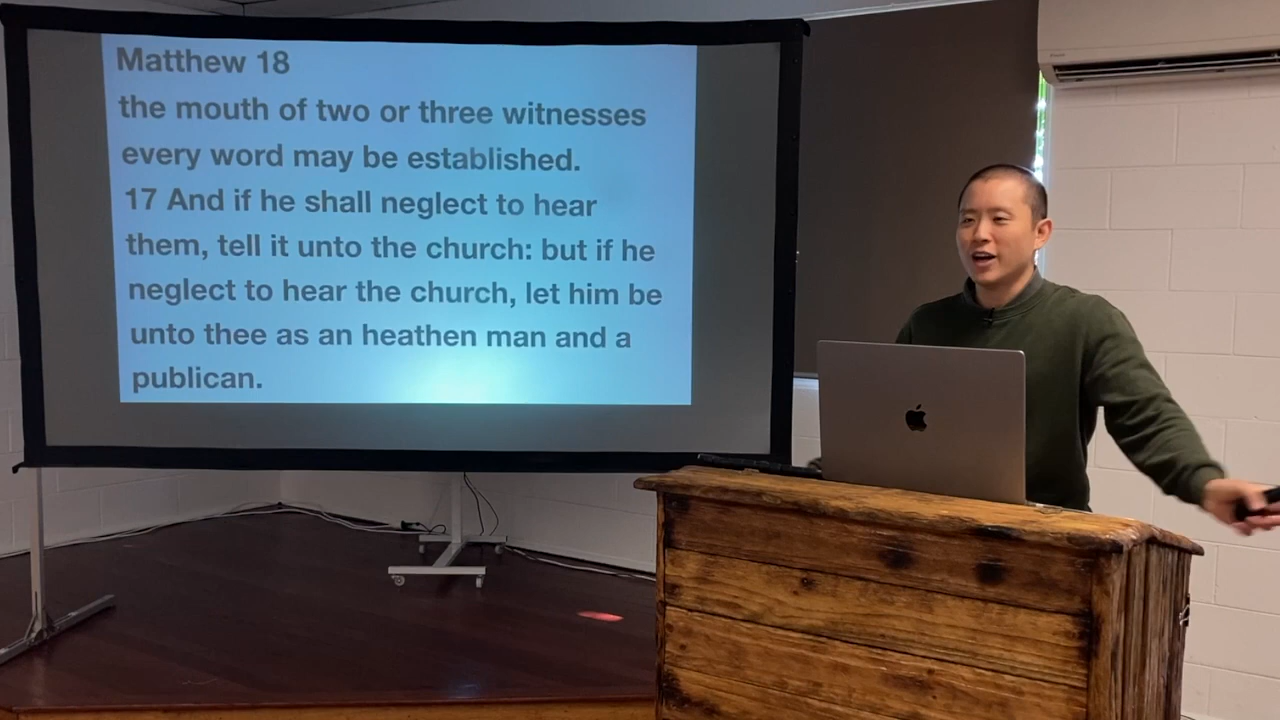 Matthew 18
the mouth of two or three witnesses
every word may be established.
17 And if he shall neglect to hear
them, tell it unto the church: but if he
neglect to hear the church, let him be
unto thee as an heathen man and a
publican.